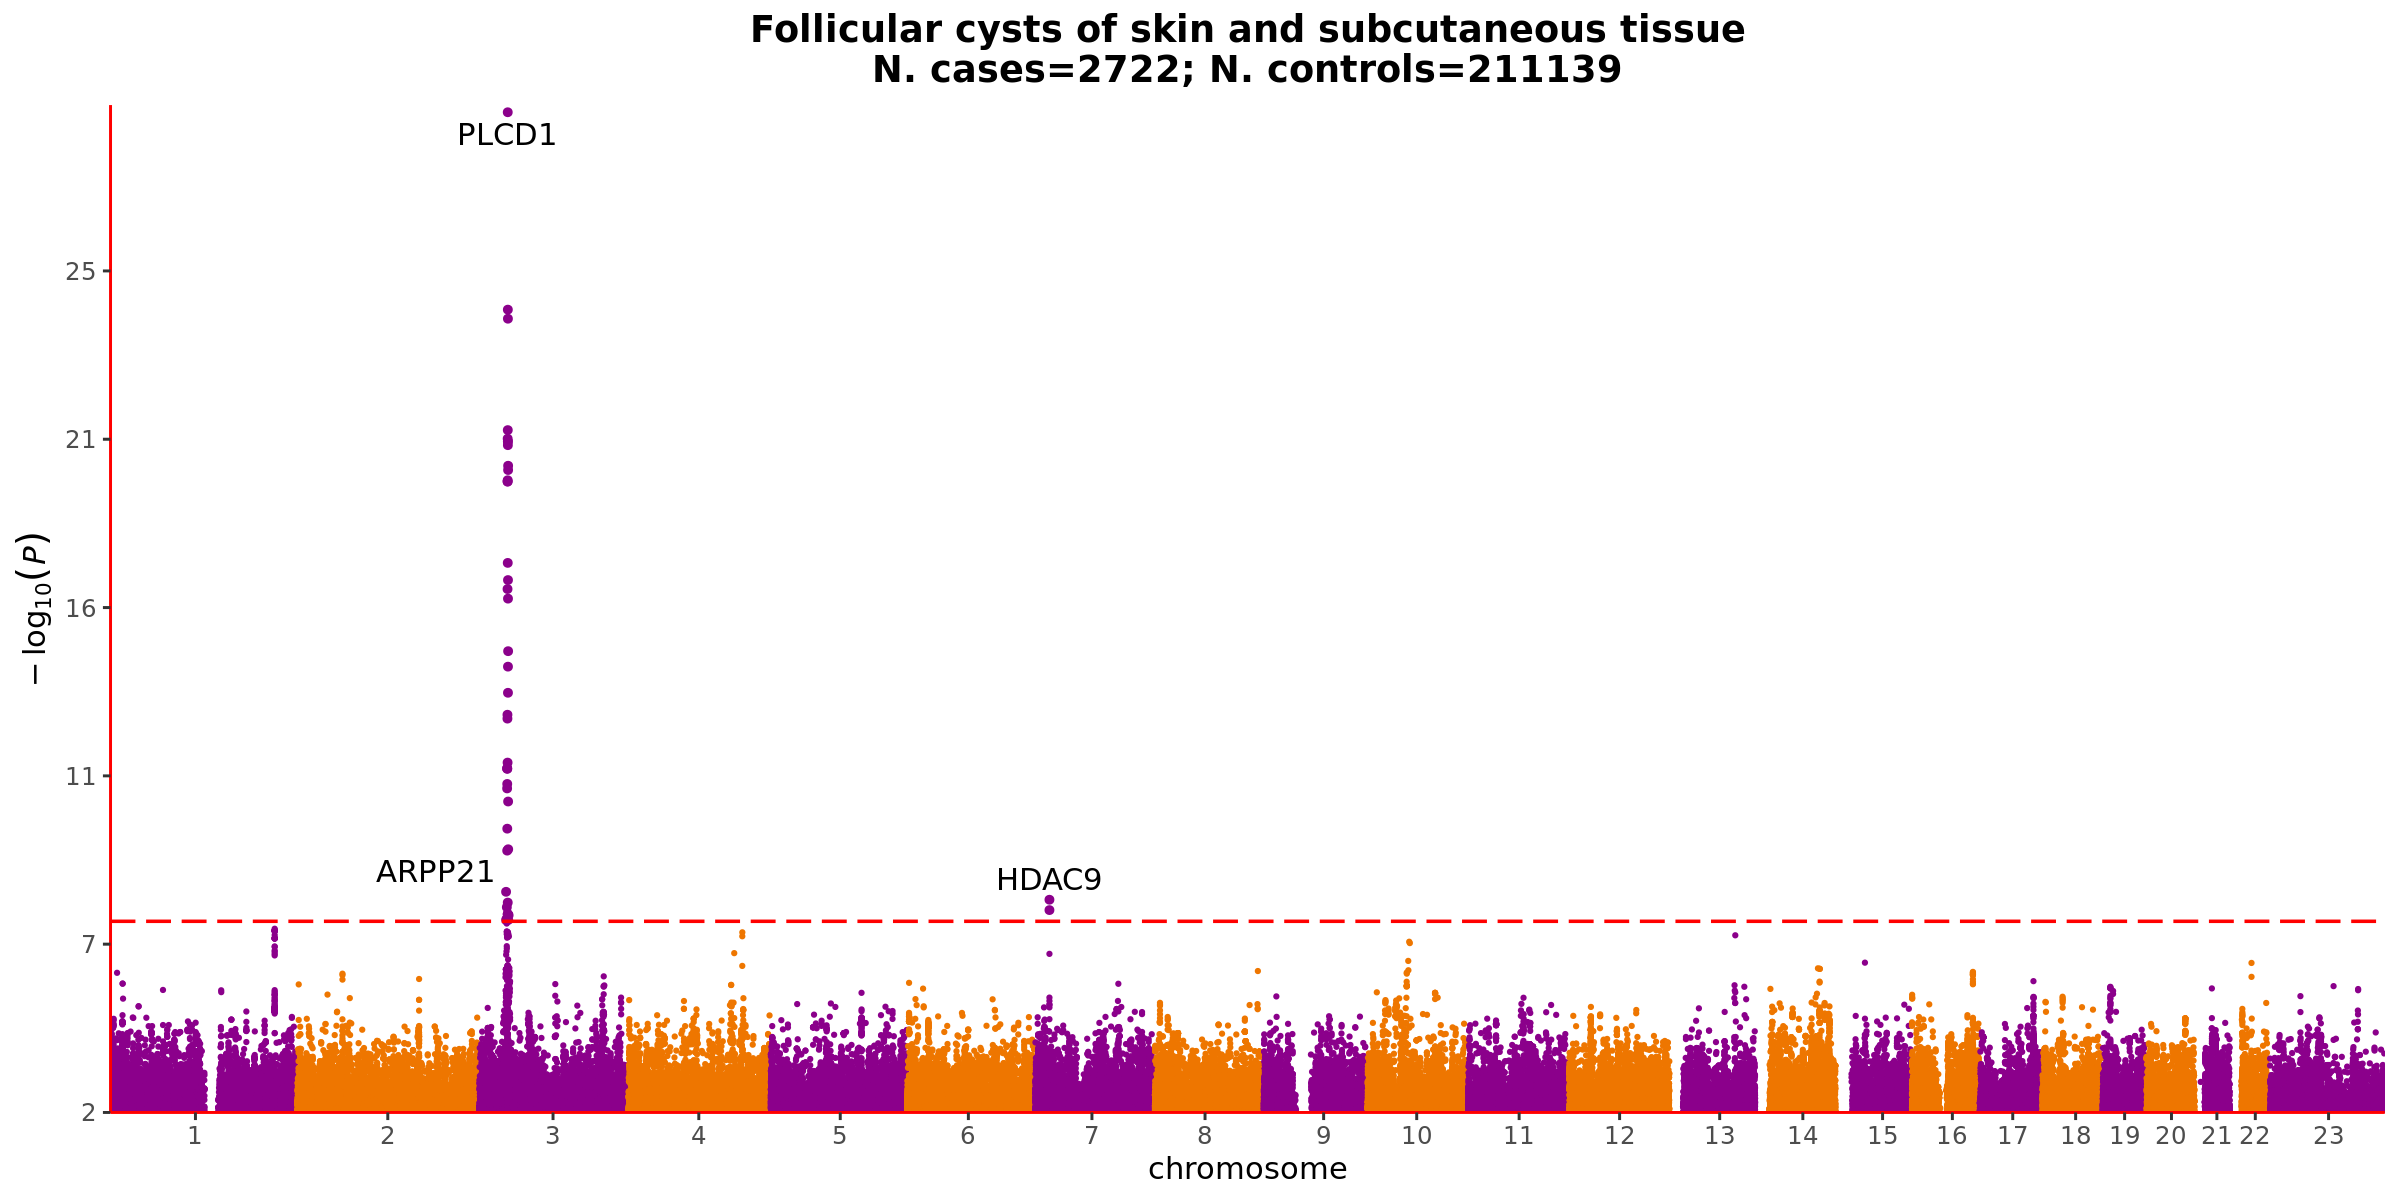 Follicular cysts of skin and subcutaneous tissue
N. cases=2722; N. controls=211139
PLCD1
25
21
− log10(P)
16
11
ARPP21
HDAC9
7
2
1 2 3 4 5 6 7 8 9 10 11 12 13 14 15 16 17 18 19 20 21 22 23
chromosome